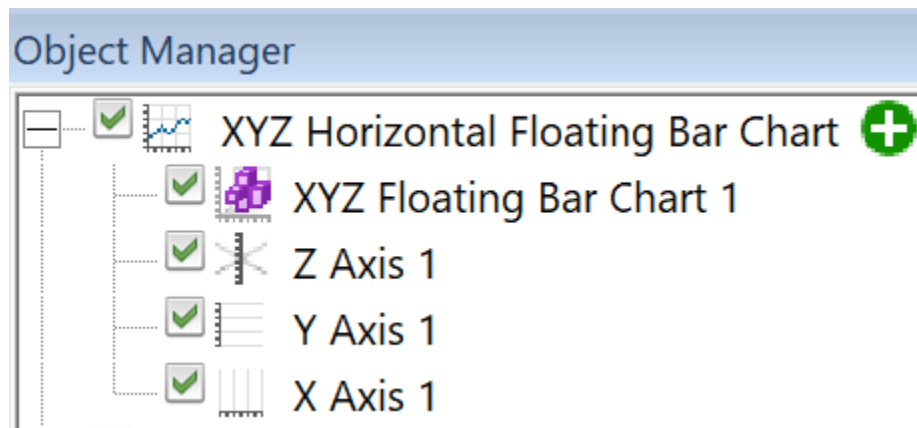 Object Manager
XYZ Horizontal Floating Bar Chart
XYZ Floating Bar Chart 1
Z Axis 1
Y Axis 1
X Axis 1